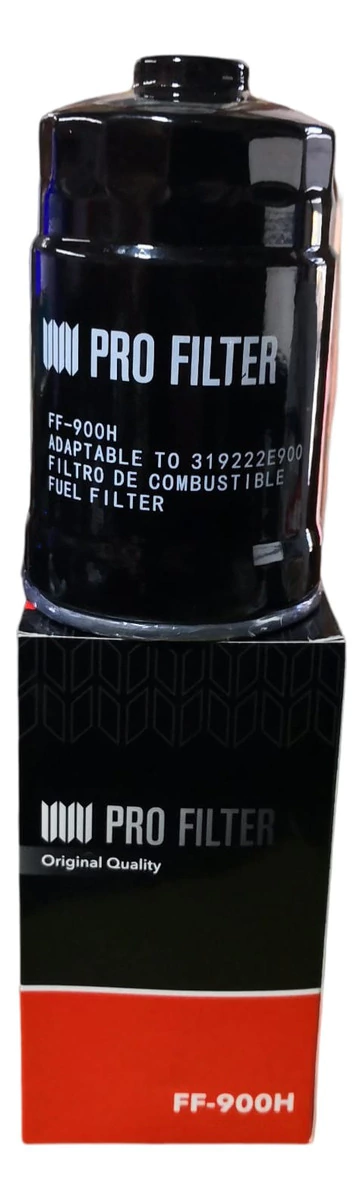 PRO FILTER
FF-900H
ADAPTABLE TO 319222E900
FILTRO DE COMBUSTIBLE
FUEL FILTER
PRO FILTER
Original Quality
FF-900H